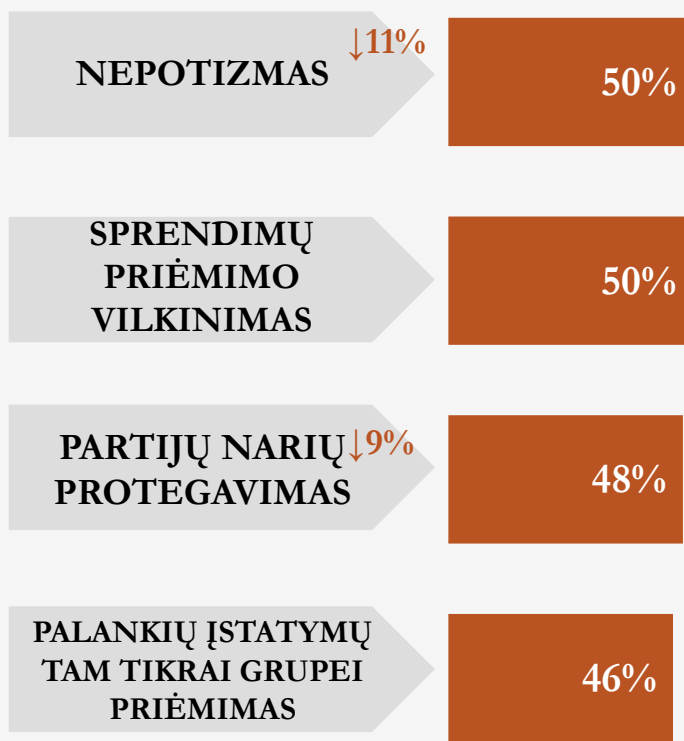 NEPOTIZMAS
↓11%
50%
SPRENDIMŲ
PRIĖMIMO
VILKINIMAS
50%
PARTIJŲ NARIŲ
PROTEGAVIMAS
↓9%
48%
PALANKIŲ ĮSTATYMŲ
TAM TIKRAI GRUPEI
PRIĖMIMAS
46%